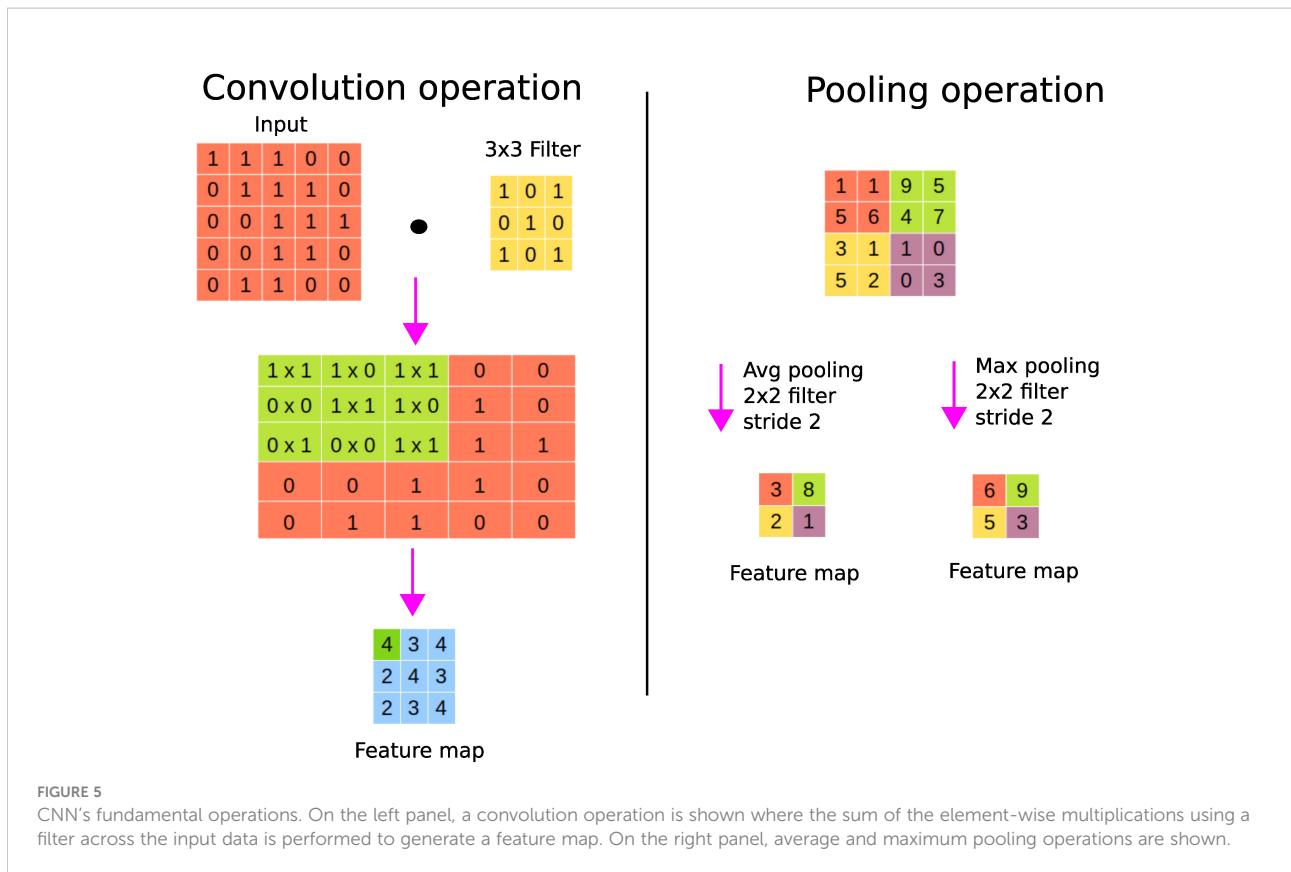 Convolution operation
Input
1 1 1 0 0
0 1 1 1 0
0 0 1 1 1
0 0 1 1 0
0 1 1 0 0
3x3 Filter
1 0 1
0 1 0
1 0 1
1 x 1 1 x 0 1 x 1 0 0
0 x 0 1 x 1 1 x 0 1 0
0 x 1 0 x 0 1 x 1 1 1
0 0 1 1 0
0 1 1 0 0
4 3 4
2 4 3
2 3 4
Feature map
Pooling operation
1 1 9 5
5 6 4 7
3 1 1 0
5 2 0 3
Avg pooling
2x2 filter
stride 2
3 8
2 1
Feature map
Max pooling
2x2 filter
stride 2
6 9
5 3
Feature map
FIGURE 5
CNN's fundamental operations. On the left panel, a convolution operation is shown where the sum of the element-wise multiplications using a
filter across the input data is performed to generate a feature map. On the right panel, average and maximum pooling operations are shown.